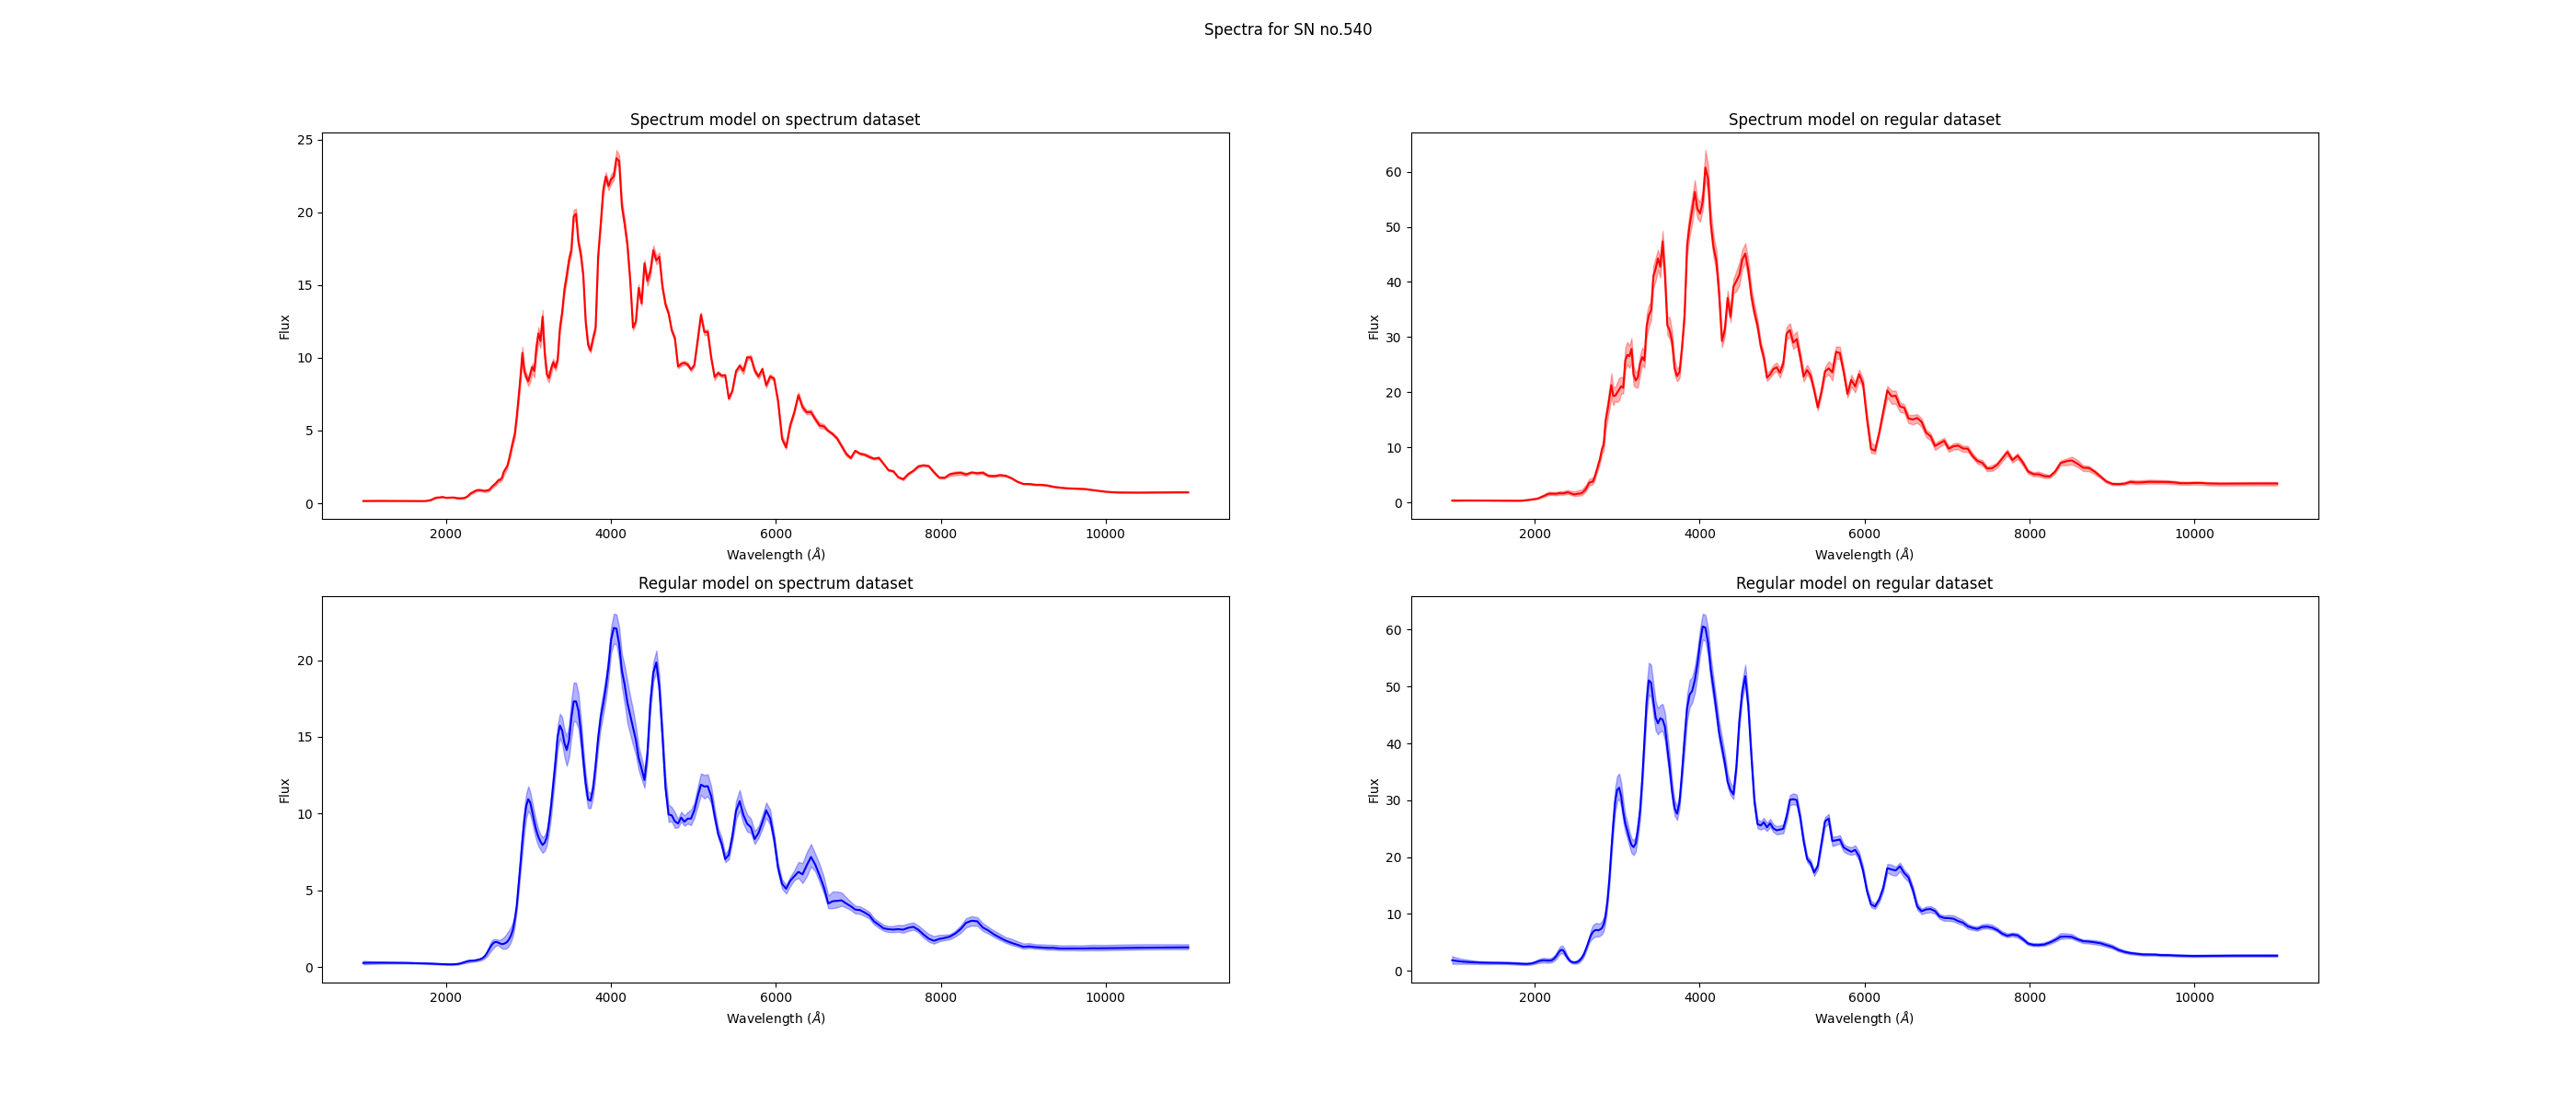 Spectra for SN no.540
Spectrum model on spectrum dataset
25
20
15
10
5
0
Flux
2000 4000 6000 8000 10000
Wavelength (Å)
Spectrum model on regular dataset
60
50
40
30
20
10
0
Flux
2000 4000 6000 8000 10000
Wavelength (Å)
Regular model on spectrum dataset
20
15
10
5
0
Flux
2000 4000 6000 8000 10000
Wavelength (Å)
Regular model on regular dataset
60
50
40
30
20
10
0
Flux
2000 4000 6000 8000 10000
Wavelength (Å)